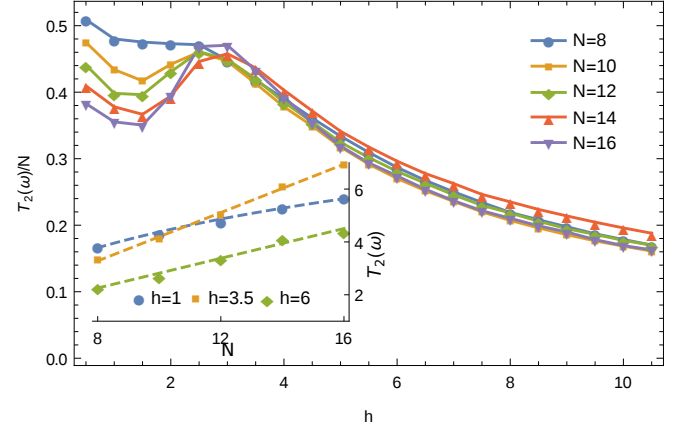 0.5
0.4
0.3
0.2
0.1
0.0
T₂(ω)/N
N=8
N=10
N=12
N=14
N=16
6
4
2
T₂(ω)
h=1 h=3.5 h=6
8 12 16
N
2 4 6 8 10
h